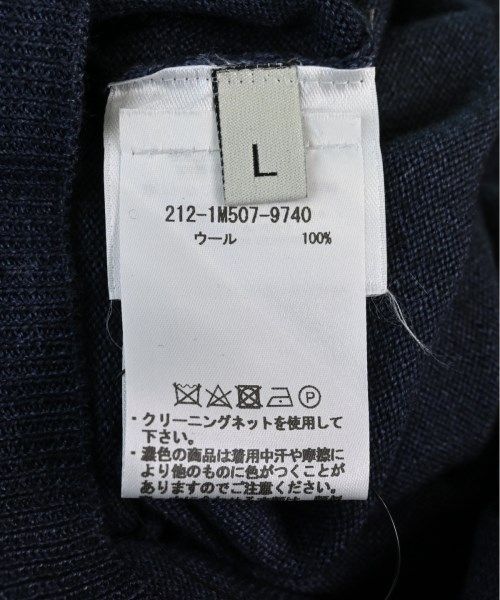 L
212-1M507-9740
ウール 100%
P
・クリーニングネットを使用して
下さい。
・濃色の商品は着用中汗や摩擦に
より他のものに色がつくことが
ありますのでご注意ください。